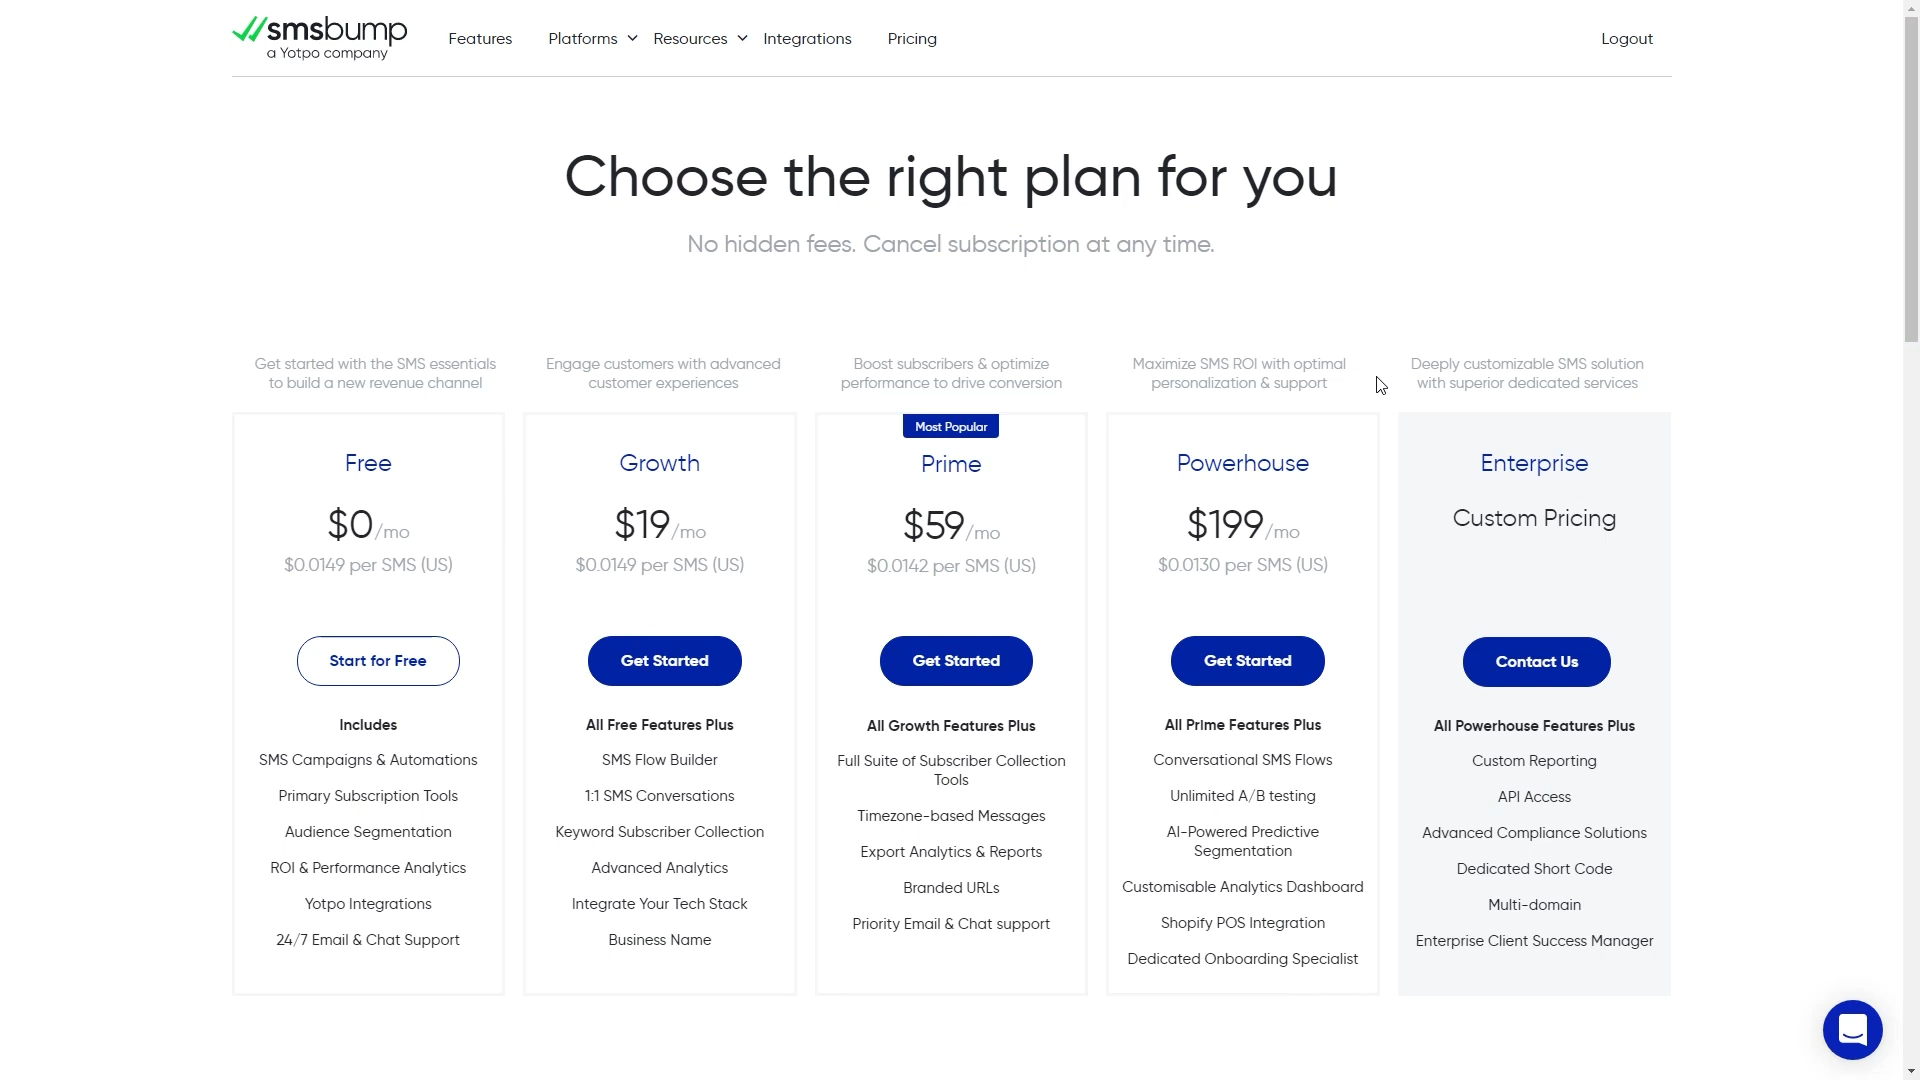 smsbump
a Yotpo company
Features
Platforms
Resources
Integrations
Pricing
Logout
Choose the right plan for you
No hidden fees. Cancel subscription at any time.
Get started with the SMS essentials
to build a new revenue channel
Free
$0/mo
$0.0149 per SMS (US)
Start for Free
Includes
SMS Campaigns & Automations
Primary Subscription Tools
Audience Segmentation
ROI & Performance Analytics
Yotpo Integrations
24/7 Email & Chat Support
Engage customers with advanced
customer experiences
Growth
$19/mo
$0.0149 per SMS (US)
Get Started
All Free Features Plus
SMS Flow Builder
1:1 SMS Conversations
Keyword Subscriber Collection
Advanced Analytics
Integrate Your Tech Stack
Business Name
Boost subscribers & optimize
performance to drive conversion
Most Popular
Prime
$59/mo
$0.0142 per SMS (US)
Get Started
All Growth Features Plus
Full Suite of Subscriber Collection
Tools
Timezone-based Messages
Export Analytics & Reports
Branded URLs
Priority Email & Chat support
Maximize SMS ROI with optimal
personalization & support
Powerhouse
$199/mo
$0.0130 per SMS (US)
Get Started
All Prime Features Plus
Conversational SMS Flows
Unlimited A/B testing
AI-Powered Predictive
Segmentation
Customisable Analytics Dashboard
Shopify POS Integration
Dedicated Onboarding Specialist
Deeply customizable SMS solution
with superior dedicated services
Enterprise
Custom Pricing
Contact Us
All Powerhouse Features Plus
Custom Reporting
API Access
Advanced Compliance Solutions
Dedicated Short Code
Multi-domain
Enterprise Client Success Manager